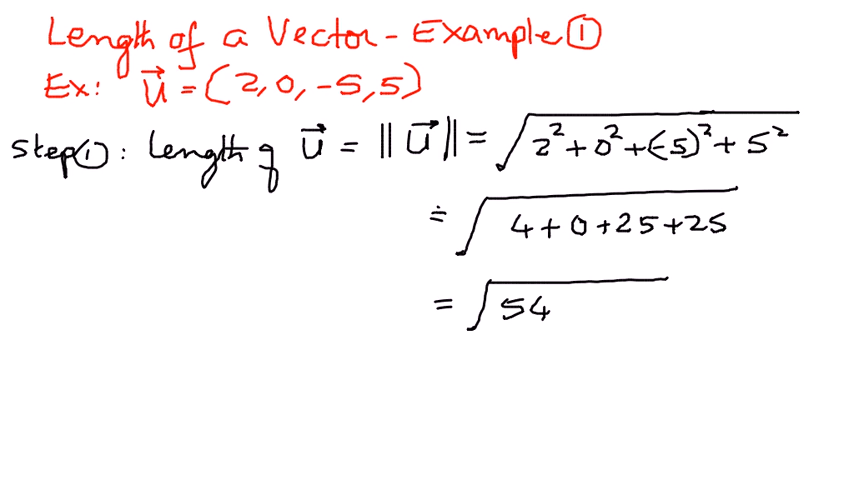 Length of a Vector - Example ①
Ex: u⃗ = (2, 0, -5, 5)
Step ①: Length of u⃗ = ‖u⃗‖ = √(2² + 0² + (-5)² + 5²)
= √(4 + 0 + 25 + 25)
= √54